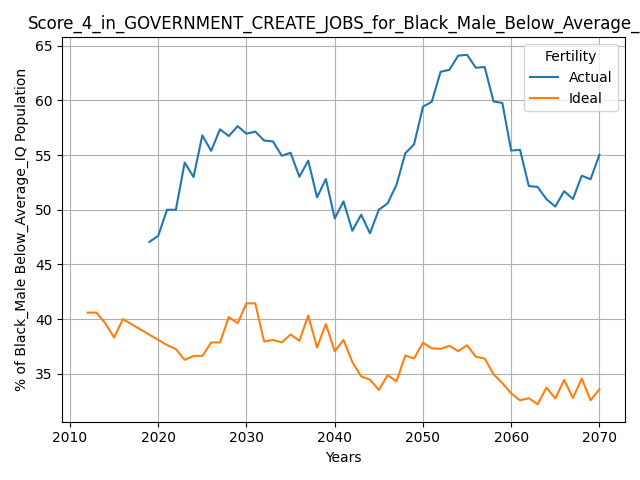 Score_4_in_GOVERNMENT_CREATE_JOBS_for_Black_Male_Below_Average_
65
60
55
50
45
40
35
% of Black_Male Below_Average_IQ Population
Fertility
Actual
Ideal
2010 2020 2030 2040 2050 2060 2070
Years